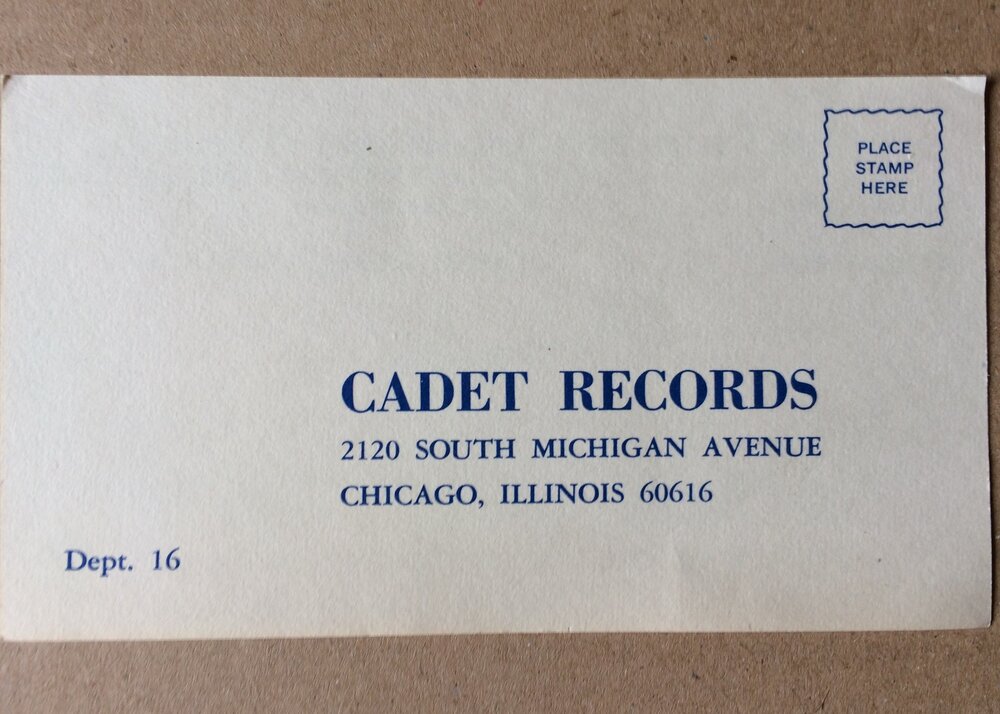 PLACE
STAMP
HERE
CADET RECORDS
2120 SOUTH MICHIGAN AVENUE
CHICAGO, ILLINOIS 60616
Dept. 16